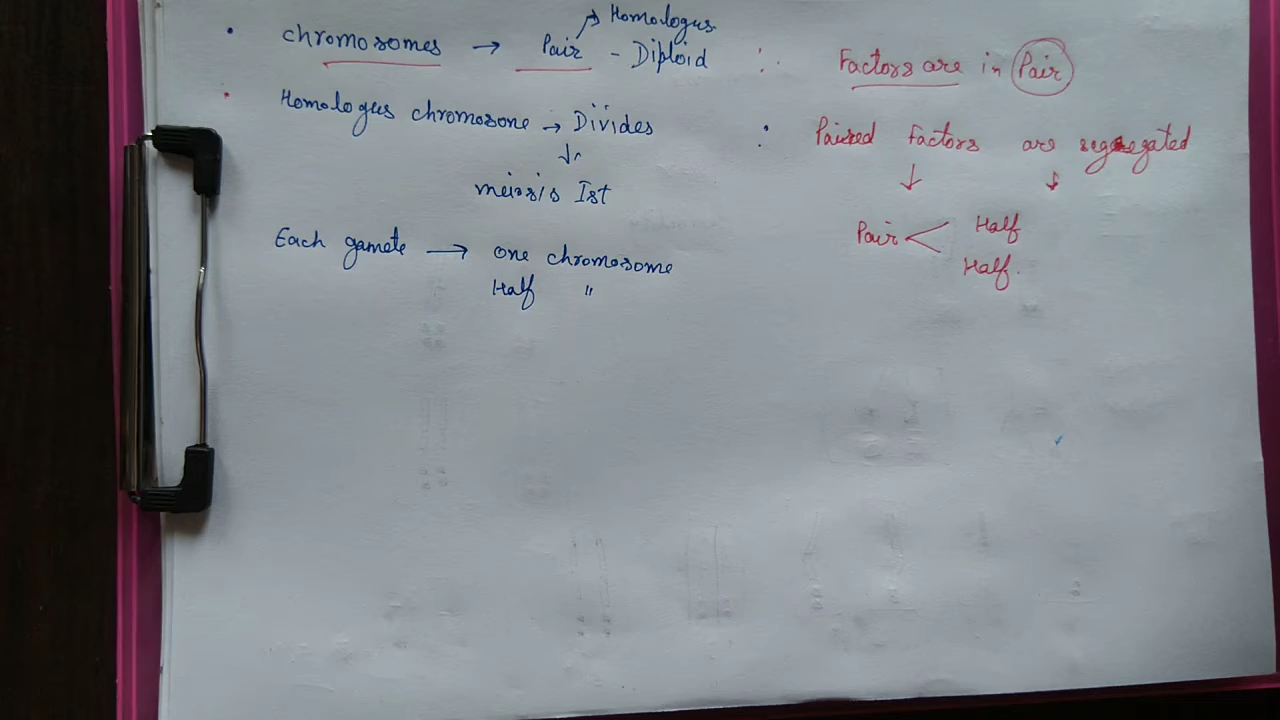 Homologus
• chromosomes → Pair - Diploid ∴ Factors are in Pair
• Homologus chromosone → Divides : Paired Factors are segregated
↓ ↓ ↓
meiosis Ist
Pair < Half
Half.
Each gamete → one chromosome
Half "